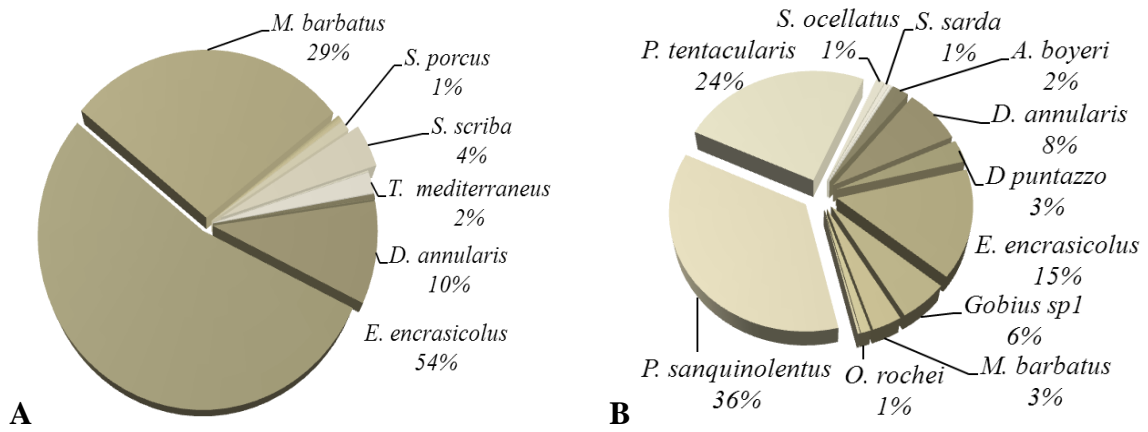 M. barbatus
29%
S. porcus
1%
S. scriba
4%
T. mediterraneus
2%
D. annularis
10%
E. encrasicolus
54%
A
S. ocellatus
1%
S. sarda
1%
A. boyeri
2%
D. annularis
8%
D puntazzo
3%
E. encrasicolus
15%
Gobius sp1
6%
M. barbatus
3%
O. rochei
1%
P. sanquinolentus
36%
P. tentacularis
24%
B